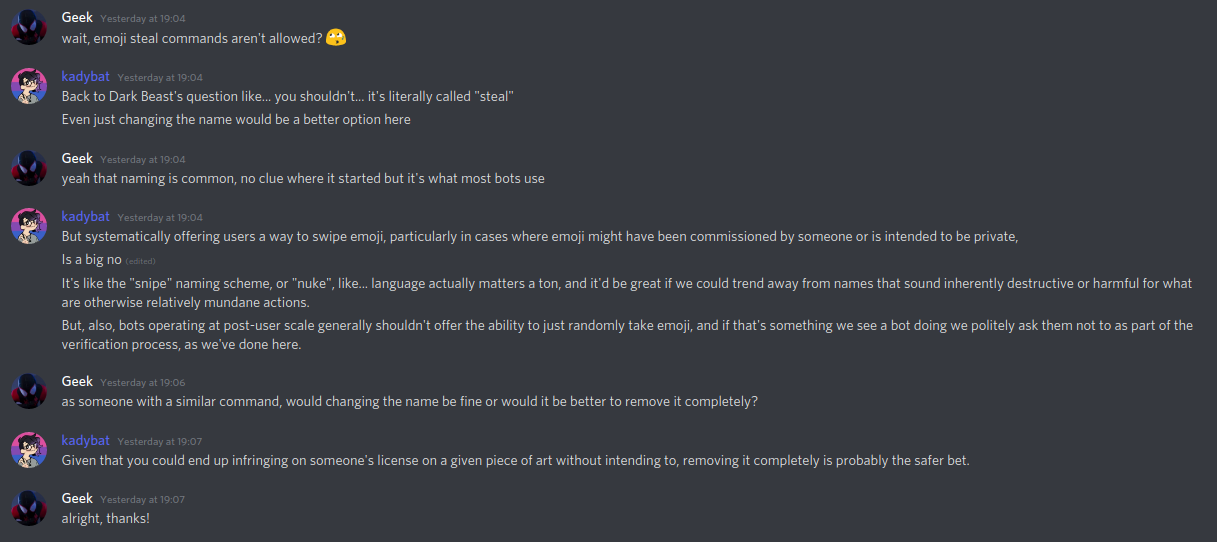 Geek Yesterday at 19:04
wait, emoji steal commands aren't allowed? 🙄
kadybat Yesterday at 19:04
Back to Dark Beast's question like... you shouldn't... it's literally called "steal"
Even just changing the name would be a better option here
Geek Yesterday at 19:04
yeah that naming is common, no clue where it started but it's what most bots use
kadybat Yesterday at 19:04
But systematically offering users a way to swipe emoji, particularly in cases where emoji might have been commissioned by someone or is intended to be private,
Is a big no (edited)
It's like the "snipe" naming scheme, or "nuke", like... language actually matters a ton, and it'd be great if we could trend away from names that sound inherently destructive or harmful for what
are otherwise relatively mundane actions.
But, also, bots operating at post-user scale generally shouldn't offer the ability to just randomly take emoji, and if that's something we see a bot doing we politely ask them not to as part of the
verification process, as we've done here.
Geek Yesterday at 19:06
as someone with a similar command, would changing the name be fine or would it be better to remove it completely?
kadybat Yesterday at 19:07
Given that you could end up infringing on someone's license on a given piece of art without intending to, removing it completely is probably the safer bet.
Geek Yesterday at 19:07
alright, thanks!